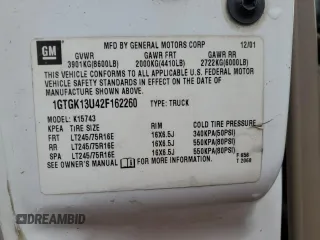 GM
MFD BY GENERAL MOTORS CORP 12/01
GVWR GAWR FRT GAWR RR
3901KG(8600LB) 2000KG(4410LB) 2722KG(6000LB)
THIS VEHICLE CONFORMS TO ALL APPLICABLE U.S. FEDERAL
MOTOR VEHICLE SAFETY STANDARDS IN EFFECT ON THE DATE
OF MANUFACTURE SHOWN ABOVE.
1GTGK13U42F162260 TYPE: TRUCK
MODEL: K15743
KPEA TIRE SIZE RIM COLD TIRE PRESSURE
FRT LT245/75R16E 16X6.5J 340KPA(50PSI)
RR LT245/75R16E 16X6.5J 550KPA(80PSI)
SPA LT245/75R16E 16X6.5J 550KPA(80PSI)
SEE OWNER'S MANUAL FOR MORE INFORMATION.
T 2068
DREAMBID